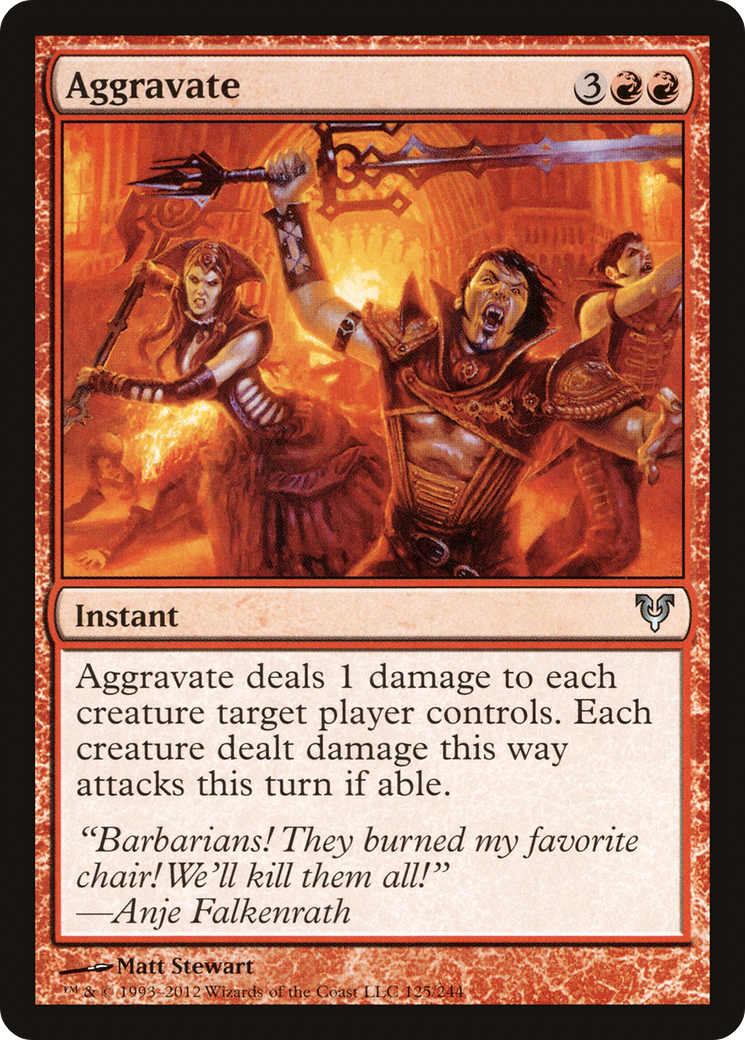 Aggravate 3
Instant
Aggravate deals 1 damage to each
creature target player controls. Each
creature dealt damage this way
attacks this turn if able.
“Barbarians! They burned my favorite
chair! We’ll kill them all!”
—Anje Falkenrath
Matt Stewart
™ & © 1993–2012 Wizards of the Coast LLC 125/244